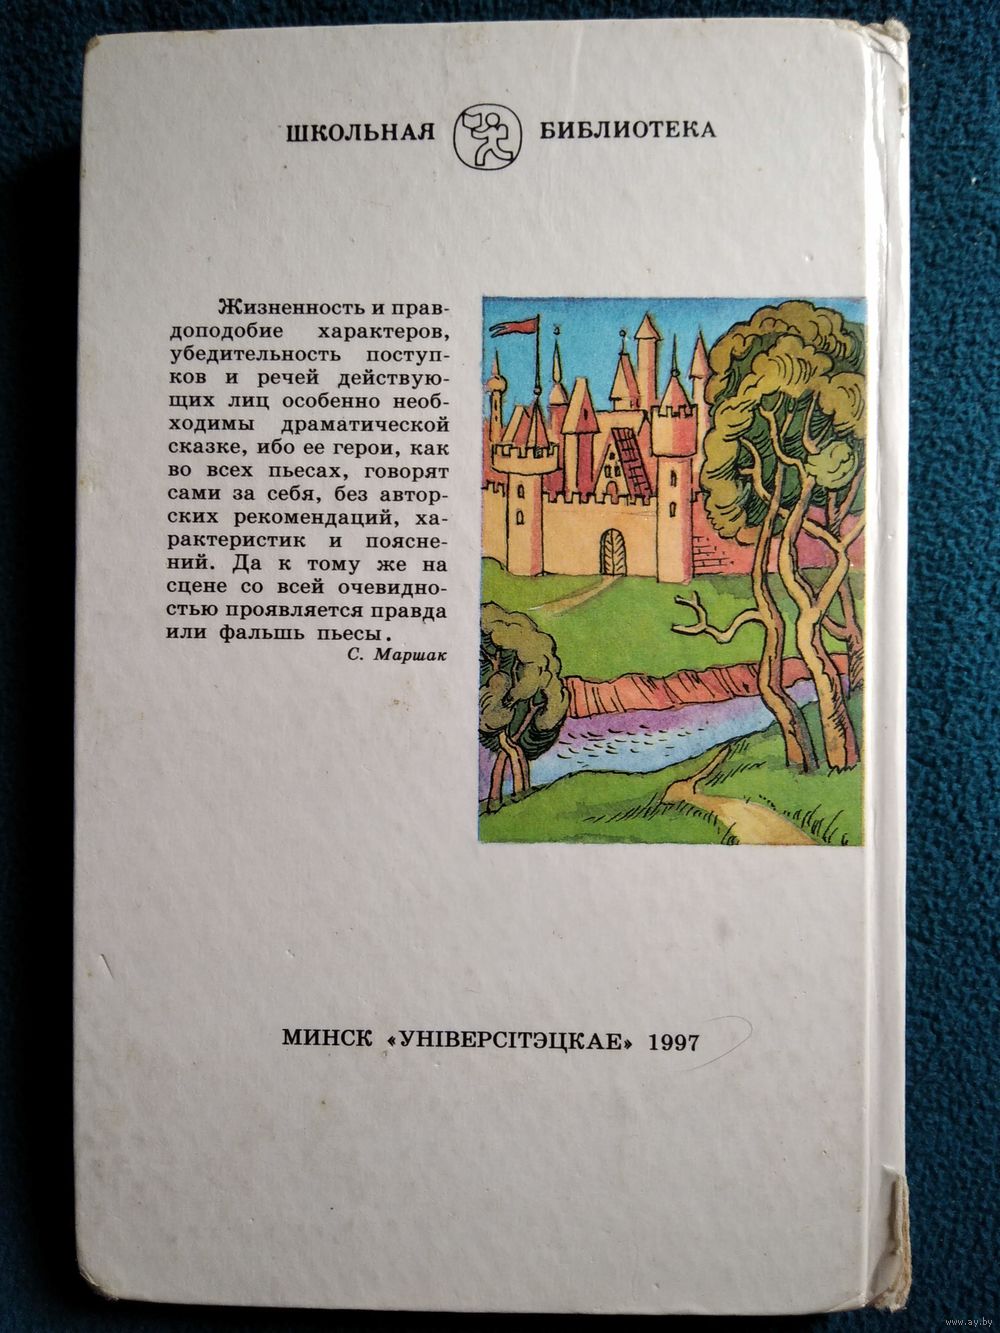 ШКОЛЬНАЯ БИБЛИОТЕКА
Жизненность и прав-
доподобие характеров,
убедительность поступ-
ков и речей действую-
щих лиц особенно необ-
ходимы драматической
сказке, ибо ее герои, как
во всех пьесах, говорят
сами за себя, без автор-
ских рекомендаций, ха-
рактеристик и поясне-
ний. Да к тому же на
сцене со всей очевидно-
стью проявляется правда
или фальшь пьесы.
С. Маршак
МИНСК «УНІВЕРСІТЭЦКАЕ» 1997
www.ay.by